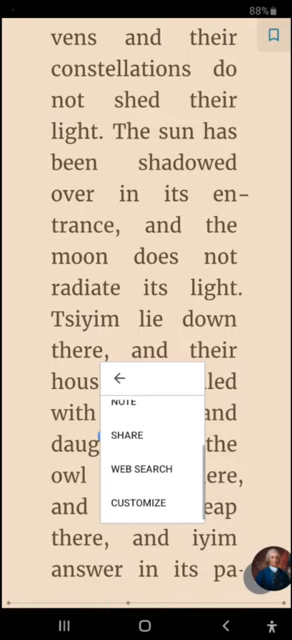 88%
vens and their
constellations do
not shed their
light. The sun has
been shadowed
over in its en-
trance, and the
moon does not
radiate its light.
Tsiyim lie down
there, and their
hous led
with and
daug the
owl ere,
and eap
there, and iyim
answer in its pa-
NOTE
SHARE
WEB SEARCH
CUSTOMIZE